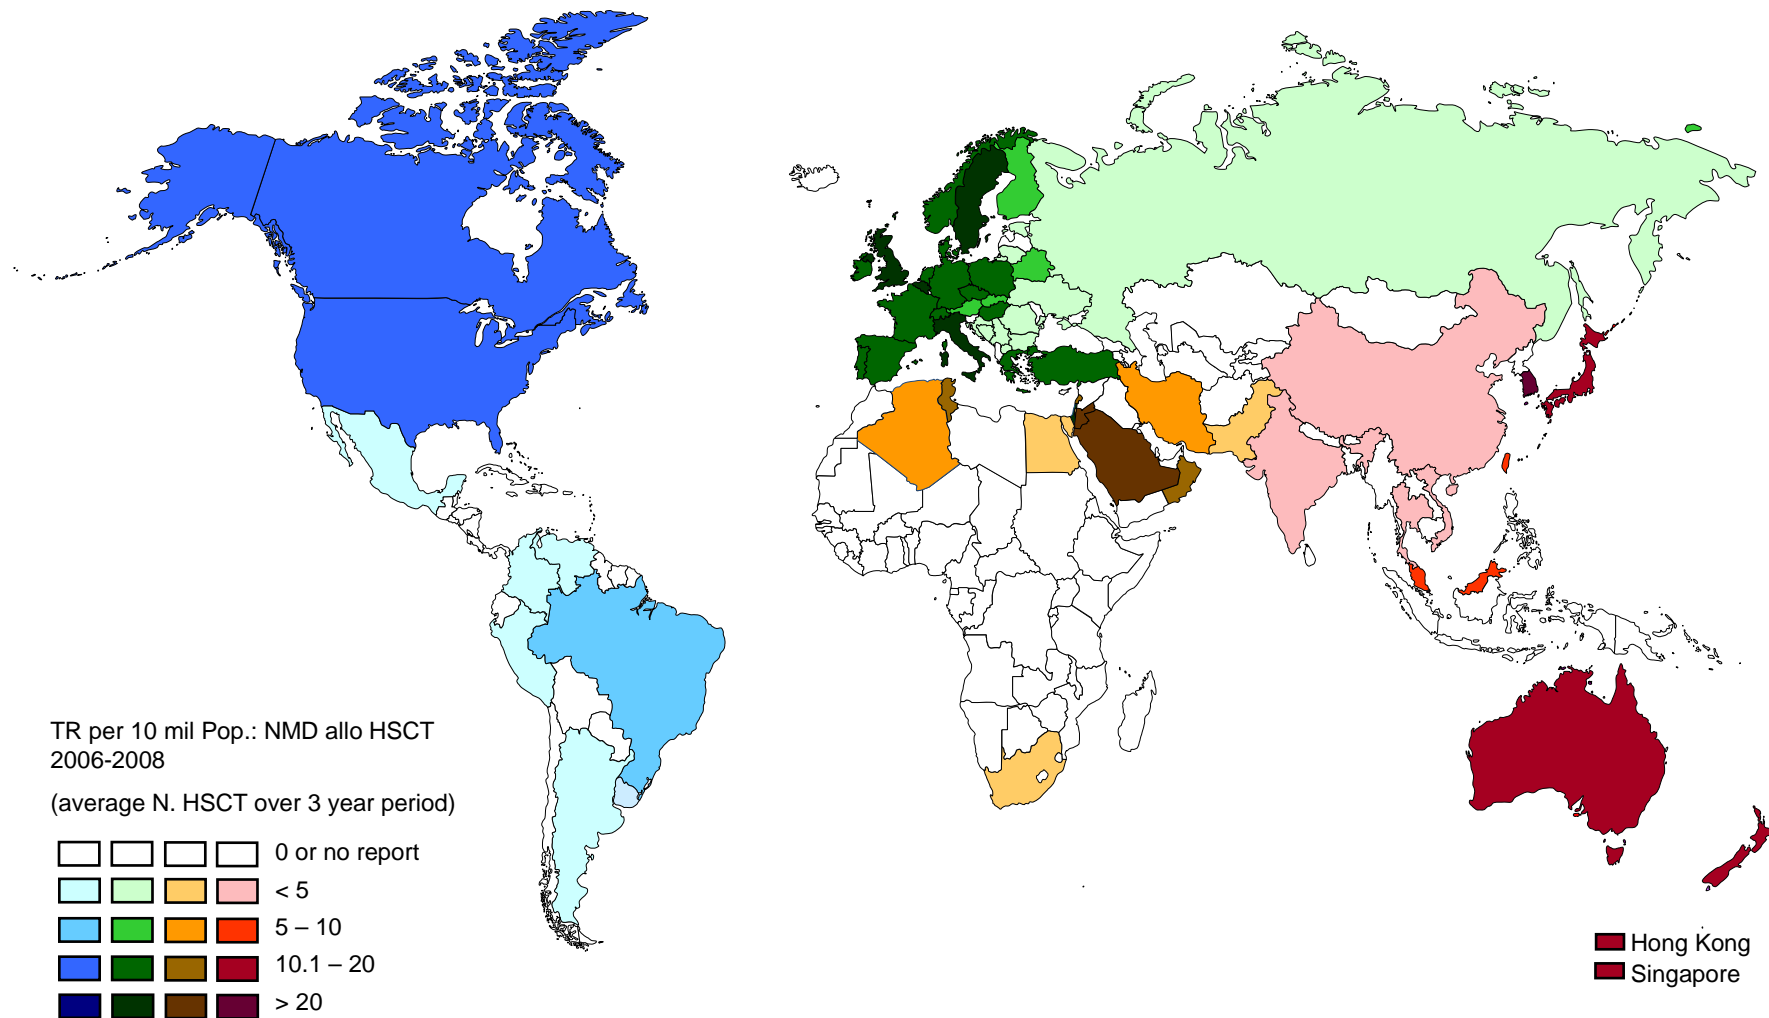 TR per 10 mil Pop.: NMD allo HSCT
2006-2008
(average N. HSCT over 3 year period)
0 or no report
< 5
5 – 10
10.1 – 20
> 20
Hong Kong
Singapore